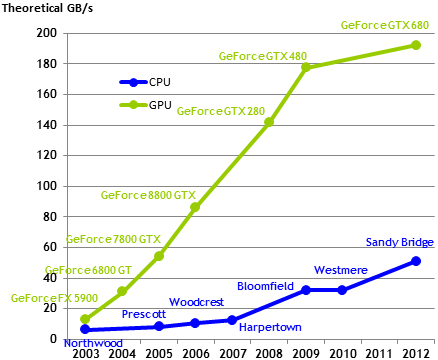 Theoretical GB/s
GeForce GTX 680
200
180
GeForce GTX 480
160
CPU
GPU
140
GeForce GTX 280
120
100
GeForce 8800 GTX
80
GeForce 7800 GTX
60
Sandy Bridge
GeForce 6800 GT
40
Westmere
Bloomfield
GeForce FX 5900
20
Prescott
Woodcrest
Harpertown
Northwood
0
2003 2004 2005 2006 2007 2008 2009 2010 2011 2012